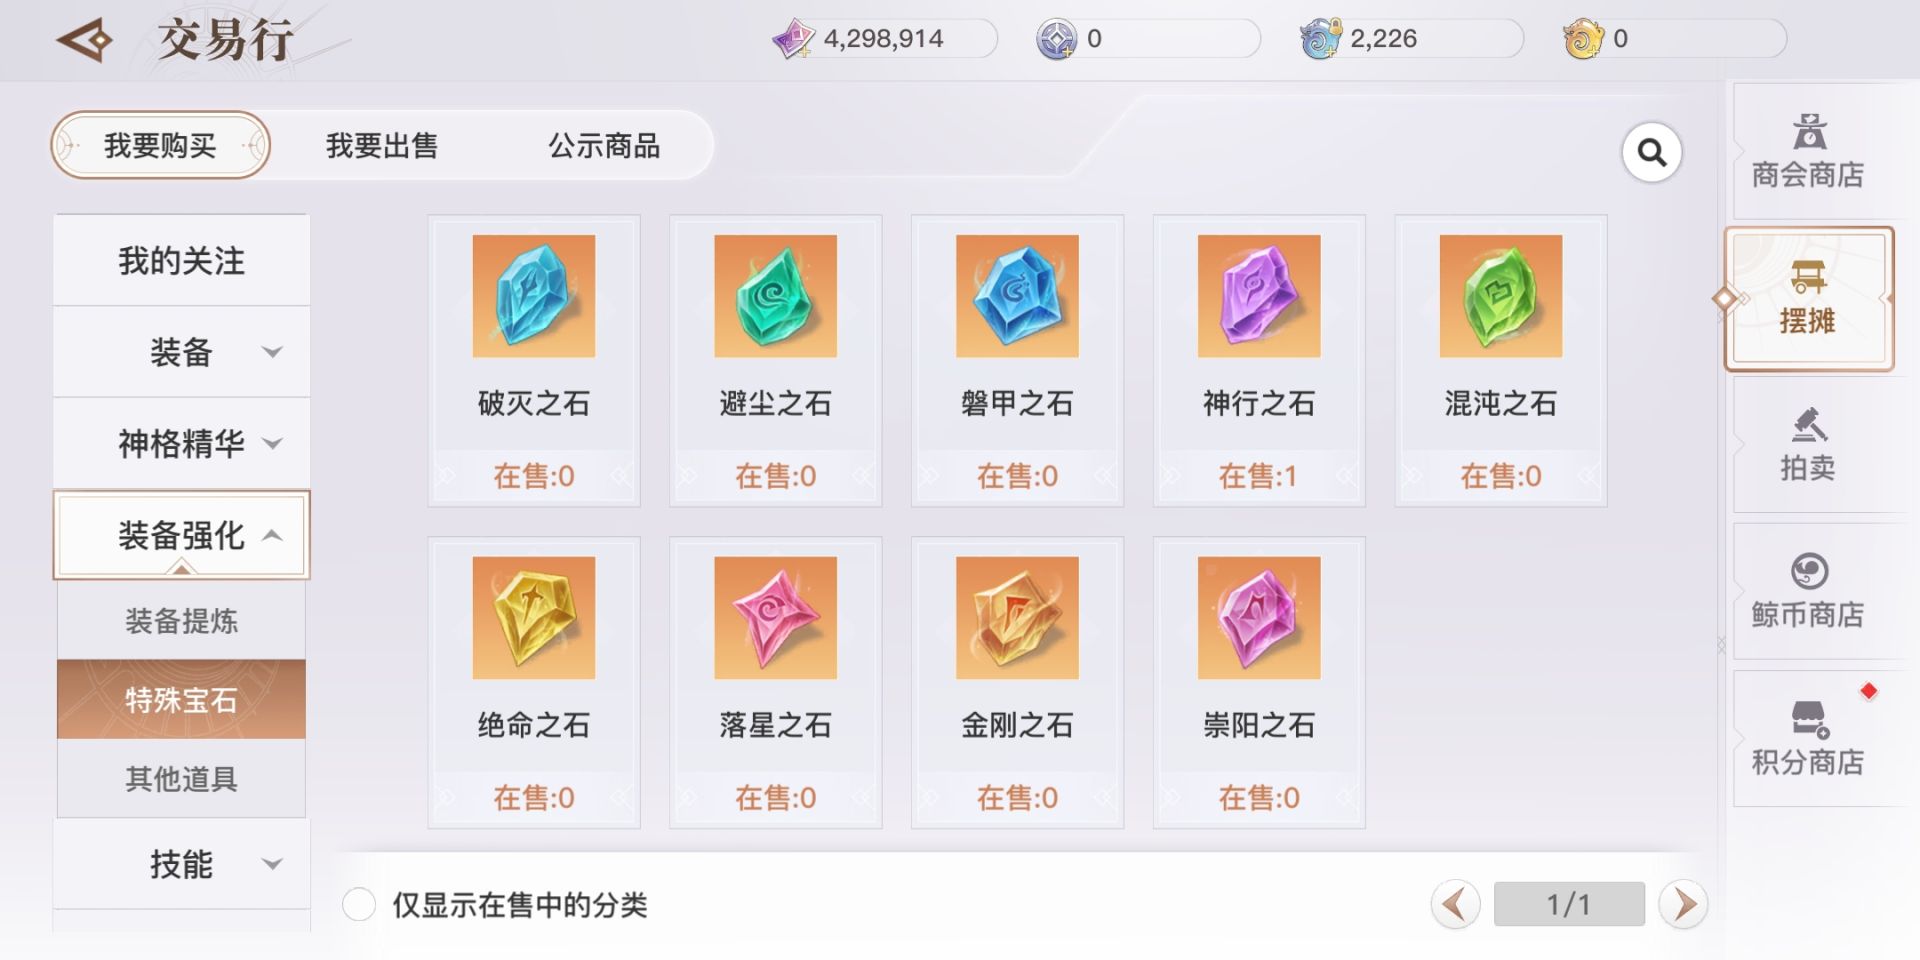 交易行
4,298,914
0
2,226
0
我要购买
我要出售
公示商品
我的关注
装备
神格精华
装备强化
装备提炼
特殊宝石
其他道具
技能
破灭之石
在售:0
避尘之石
在售:0
磐甲之石
在售:0
神行之石
在售:1
混沌之石
在售:0
绝命之石
在售:0
落星之石
在售:0
金刚之石
在售:0
崇阳之石
在售:0
仅显示在售中的分类
1/1
商会商店
摆摊
拍卖
鲸币商店
积分商店